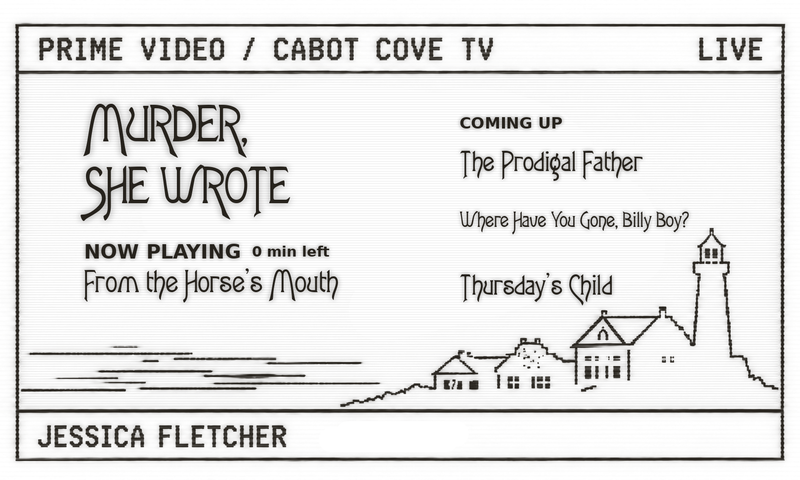 PRIME VIDEO / CABOT COVE TV
LIVE
MURDER,
SHE WROTE
NOW PLAYING 0 min left
From the Horse's Mouth
COMING UP
The Prodigal Father
Where Have You Gone, Billy Boy?
Thursday's Child
JESSICA FLETCHER